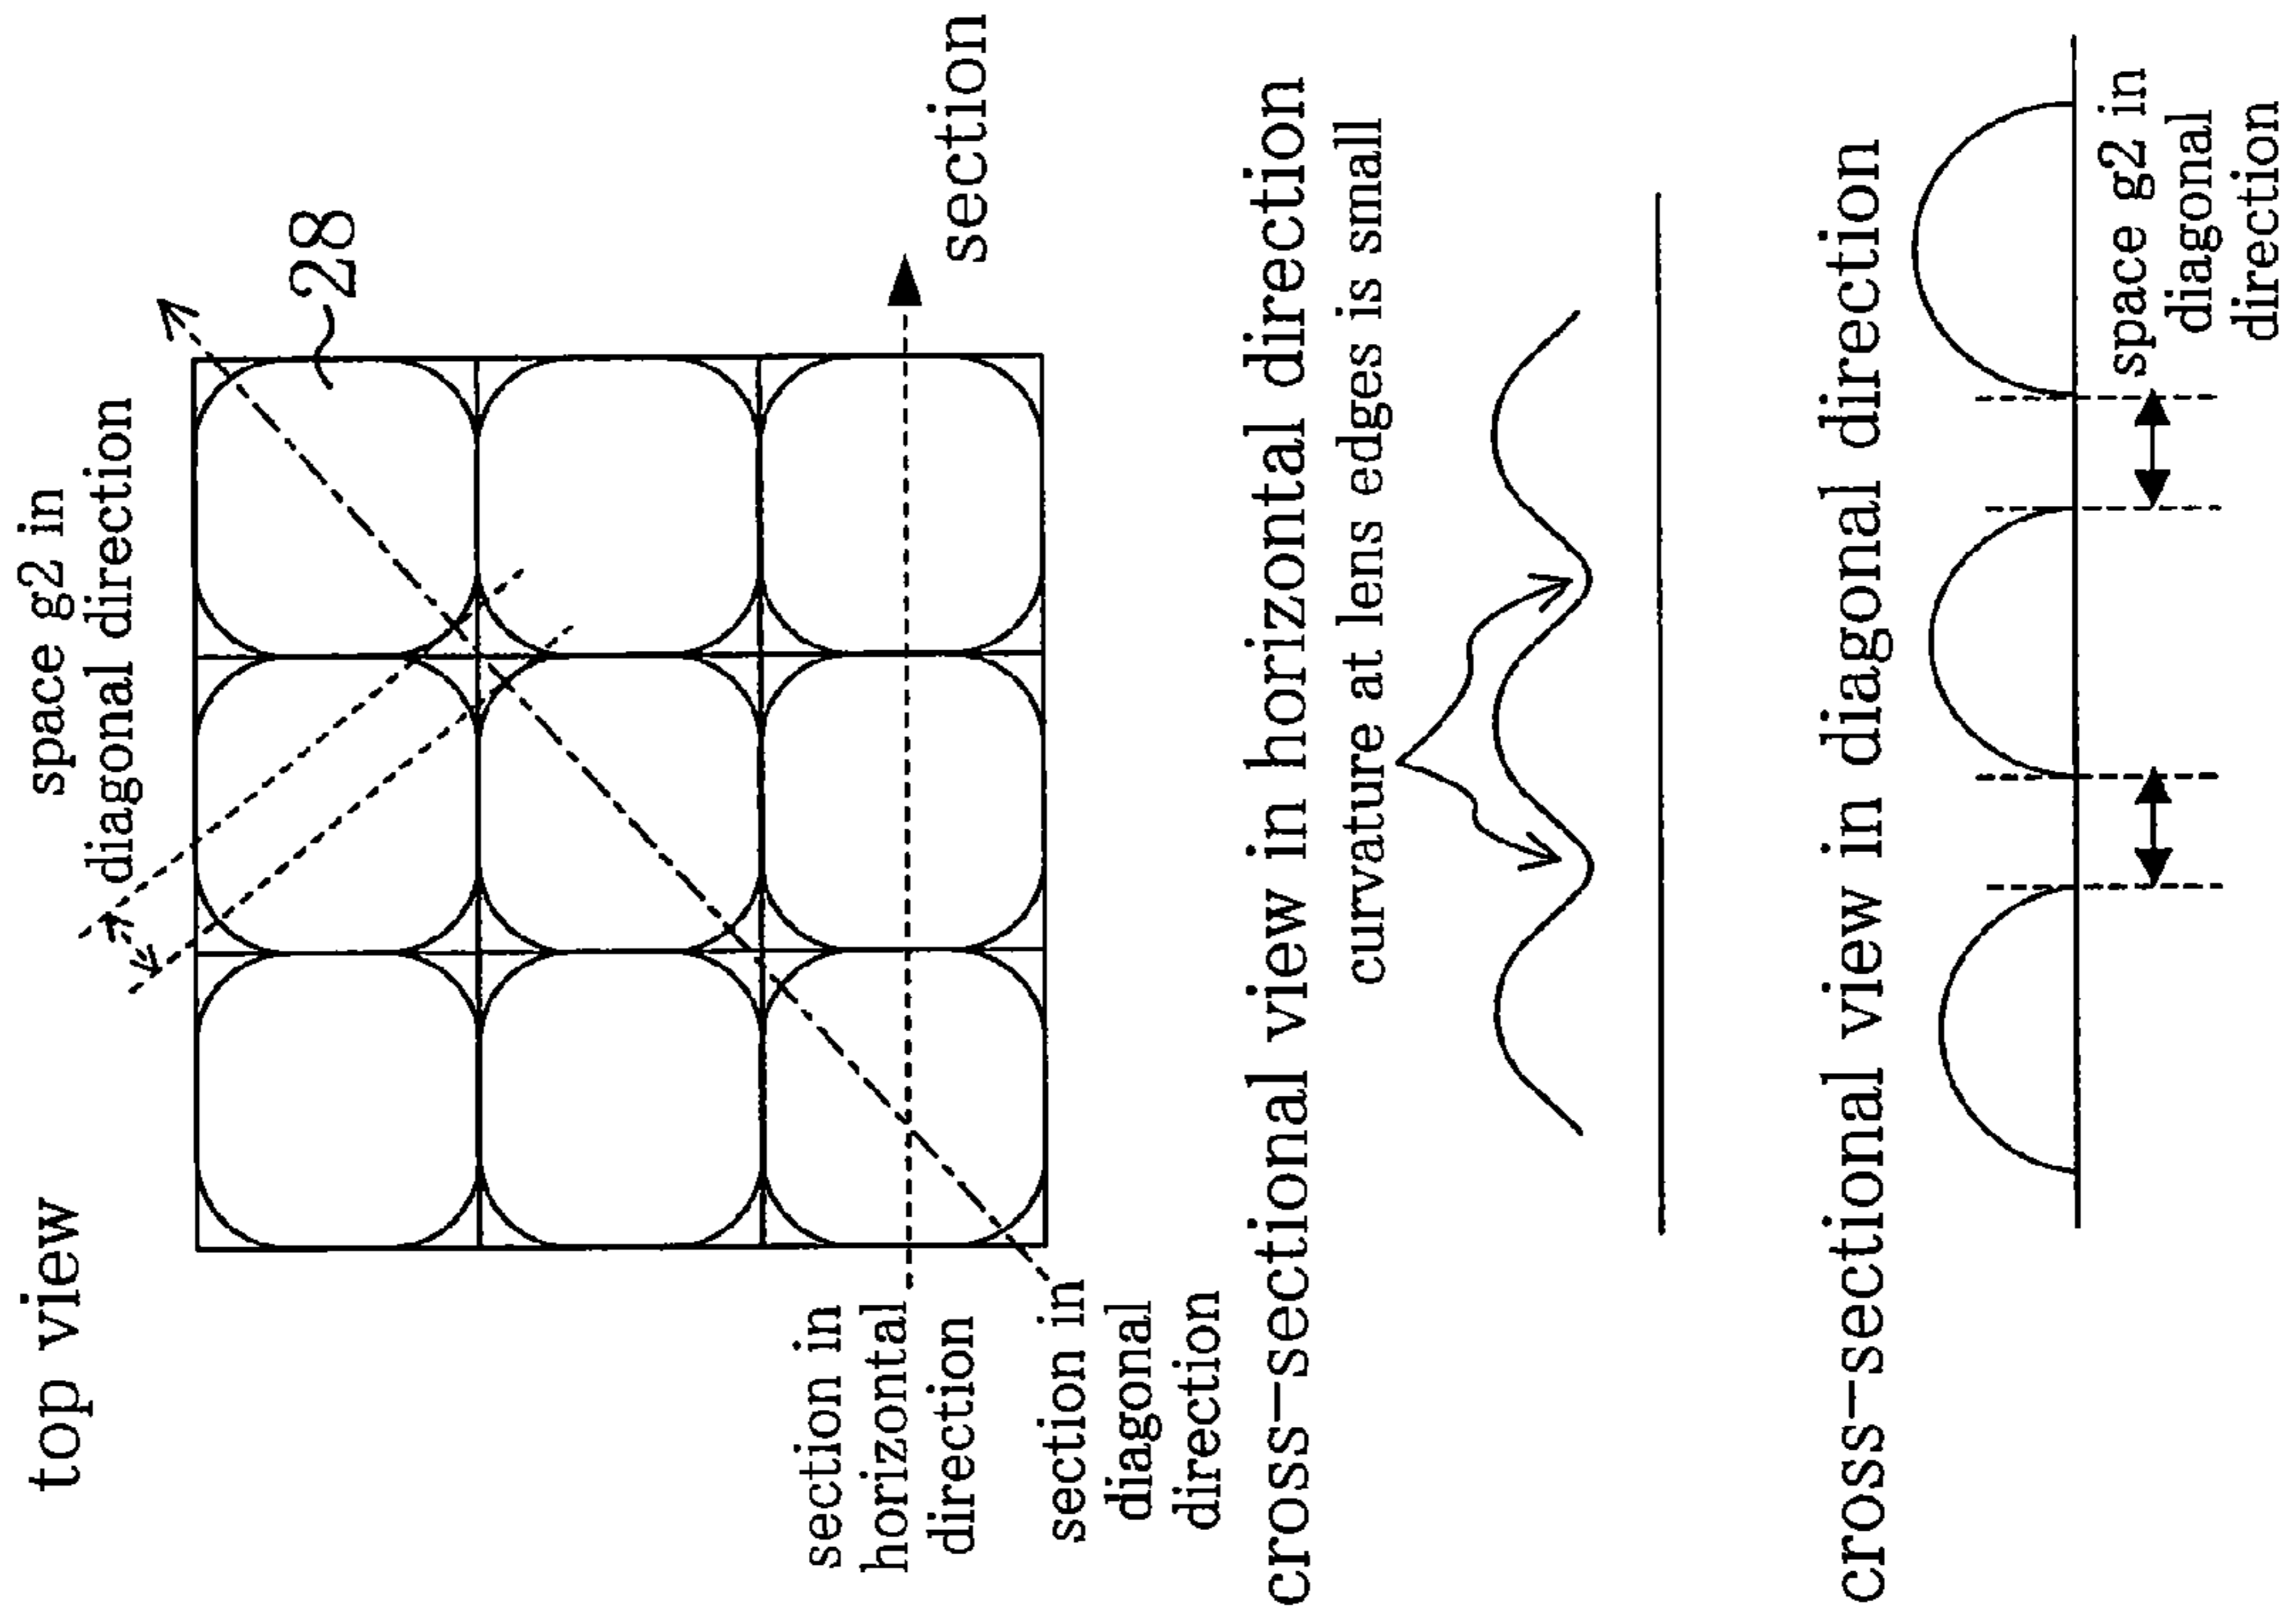 top view
space g2 in
diagonal direction
28
section
section in
horizontal
direction
section in
diagonal
direction
cross-sectional view in horizontal direction
curvature at lens edges is small
cross-sectional view in diagonal direction
space g2 in
diagonal
direction